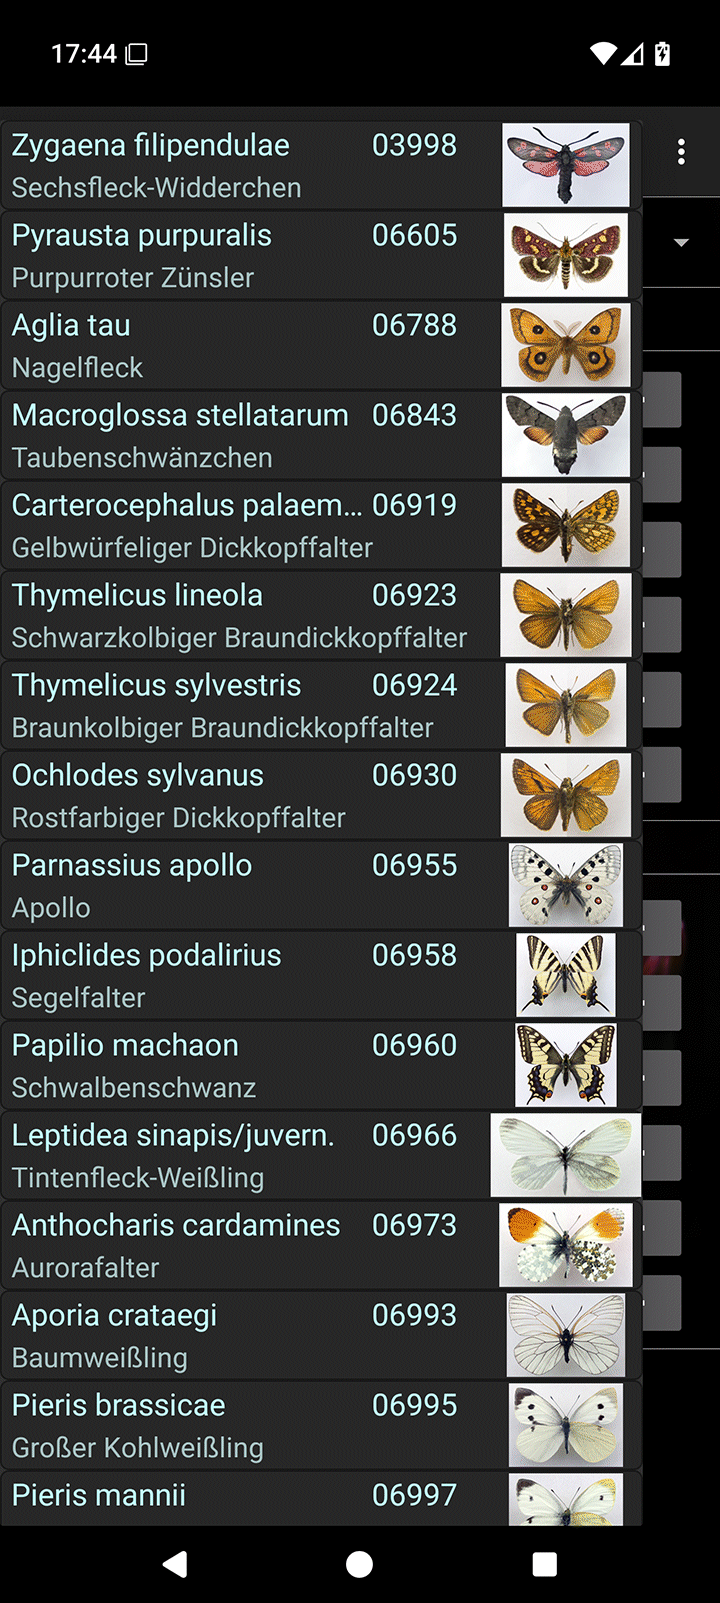 17:44
Zygaena filipendulae 03998
Sechsfleck-Widderchen
Pyrausta purpuralis 06605
Purpurroter Zünsler
Aglia tau 06788
Nagelfleck
Macroglossa stellatarum 06843
Taubenschwänzchen
Carterocephalus palaem... 06919
Gelbwürfeliger Dickkopffalter
Thymelicus lineola 06923
Schwarzkolbiger Braundickkopffalter
Thymelicus sylvestris 06924
Braunkolbiger Braundickkopffalter
Ochlodes sylvanus 06930
Rostfarbiger Dickkopffalter
Parnassius apollo 06955
Apollo
Iphiclides podalirius 06958
Segelfalter
Papilio machaon 06960
Schwalbenschwanz
Leptidea sinapis/juvern. 06966
Tintenfleck-Weißling
Anthocharis cardamines 06973
Aurorafalter
Aporia crataegi 06993
Baumweißling
Pieris brassicae 06995
Großer Kohlweißling
Pieris mannii 06997